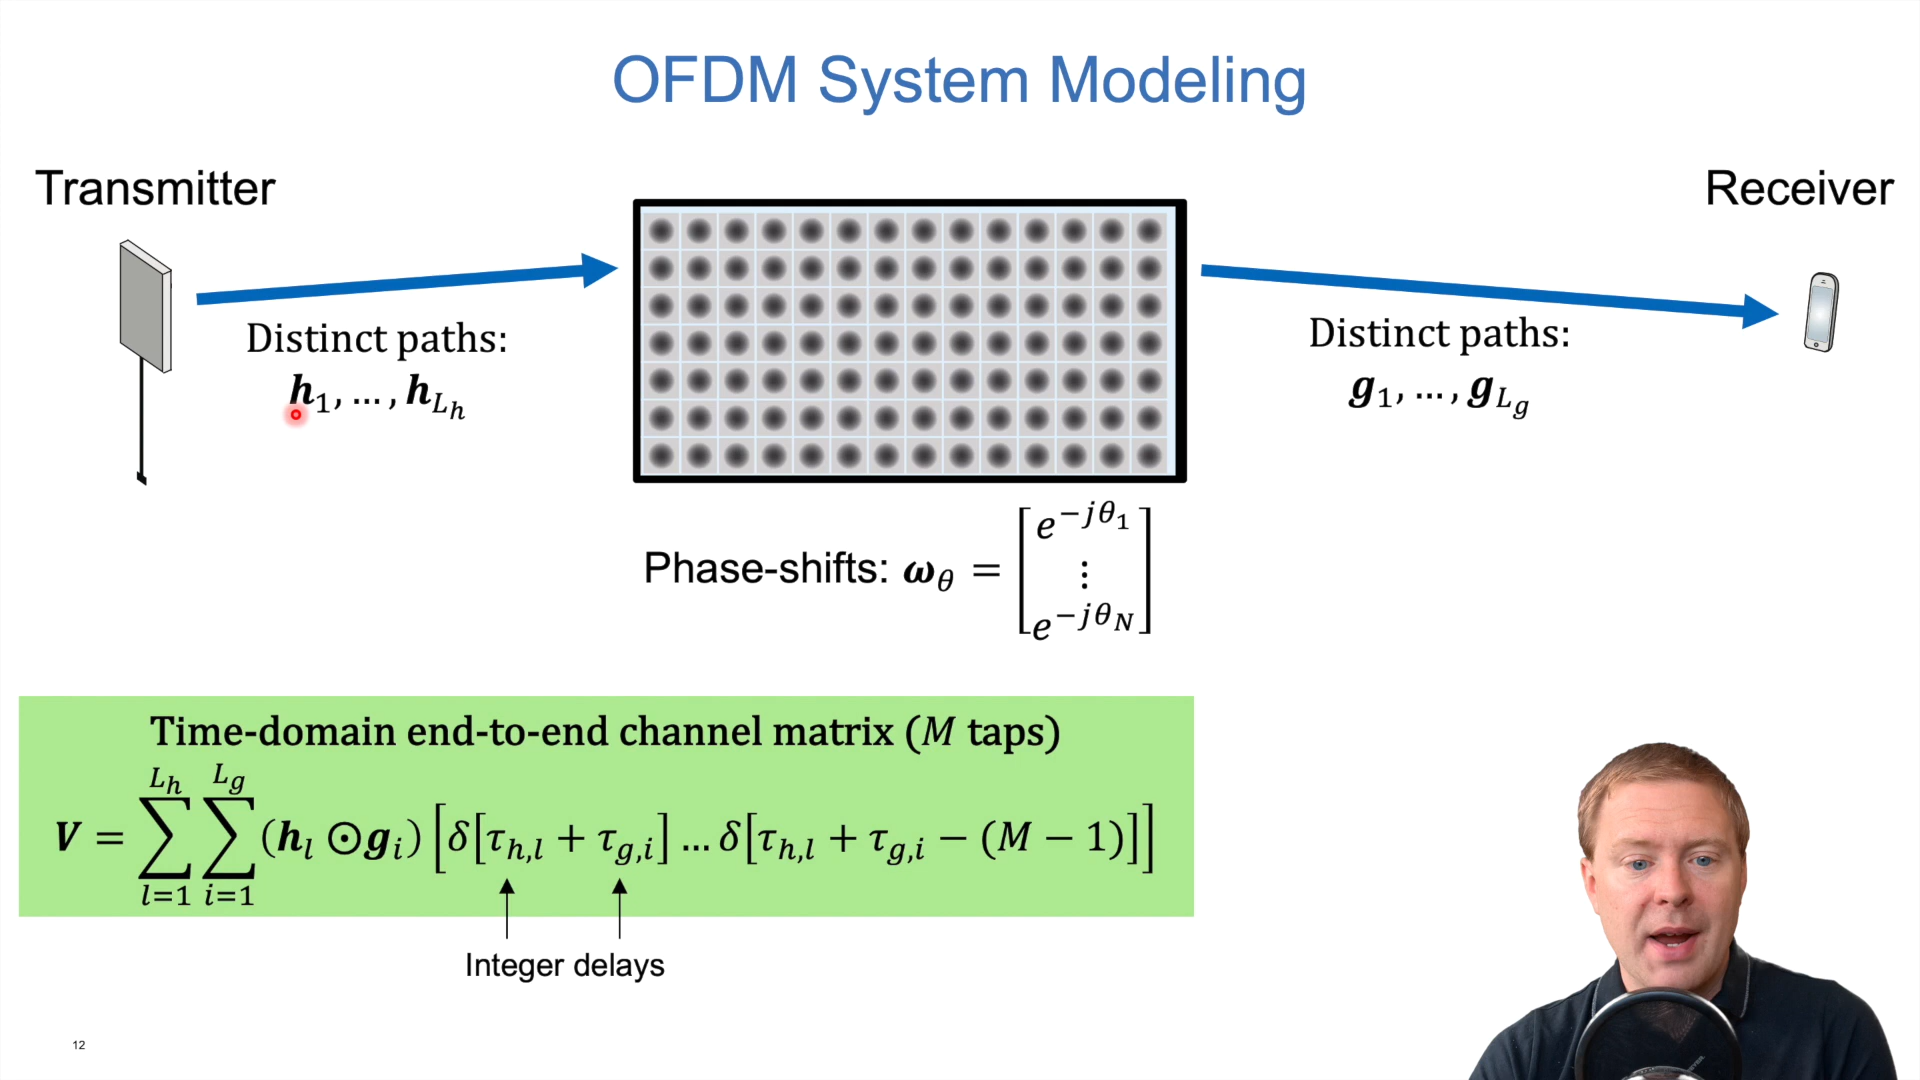 OFDM System Modeling
Transmitter
Receiver
Distinct paths:
h₁, …, h_{L_h}
Distinct paths:
g₁, …, g_{L_g}
Phase-shifts: ω_θ = [e^{−jθ₁} ⋮ e^{−jθ_N}]
Time-domain end-to-end channel matrix (M taps)
V = ∑_{l=1}^{L_h} ∑_{i=1}^{L_g} (h_l ⊙ g_i) [δ[τ_{h,l} + τ_{g,i}] … δ[τ_{h,l} + τ_{g,i} − (M − 1)]]
Integer delays
12